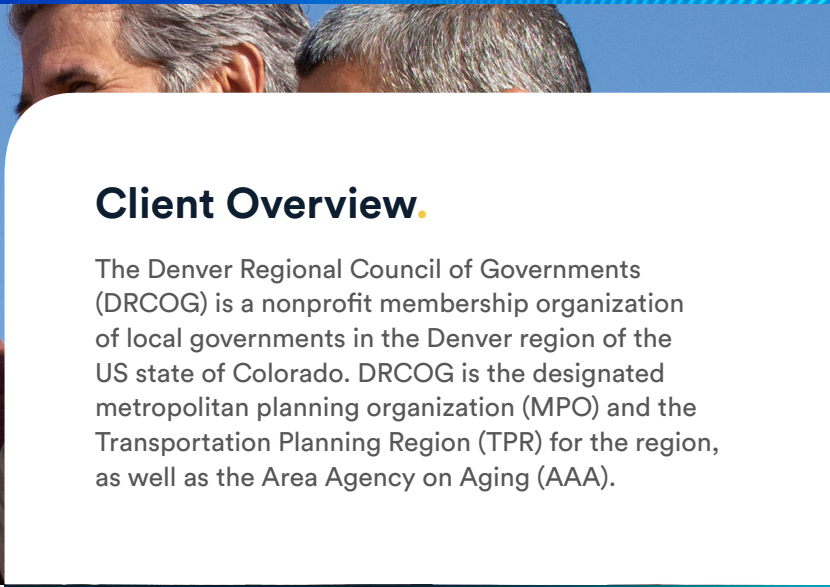 Client Overview.
The Denver Regional Council of Governments
(DRCOG) is a nonprofit membership organization
of local governments in the Denver region of the
US state of Colorado. DRCOG is the designated
metropolitan planning organization (MPO) and the
Transportation Planning Region (TPR) for the region,
as well as the Area Agency on Aging (AAA).